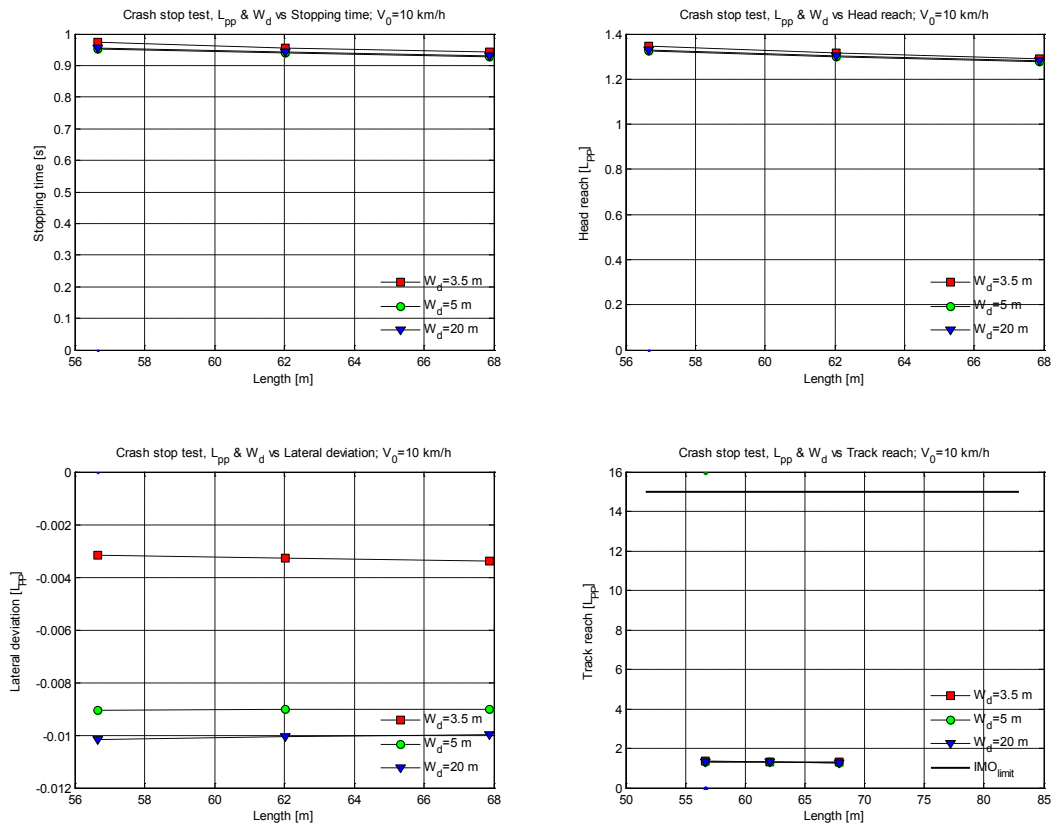 Crash stop test, L_pp & W_d vs Stopping time; V_0=10 km/h
1
0.9
0.8
0.7
0.6
0.5
0.4
0.3
0.2
0.1
0
Stopping time [s]
W_d=3.5 m
W_d=5 m
W_d=20 m
56 58 60 62 64 66 68
Length [m]
Crash stop test, L_pp & W_d vs Head reach; V_0=10 km/h
1.4
1.2
1
0.8
0.6
0.4
0.2
0
Head reach [L_pp]
W_d=3.5 m
W_d=5 m
W_d=20 m
56 58 60 62 64 66 68
Length [m]
Crash stop test, L_pp & W_d vs Lateral deviation; V_0=10 km/h
0
-0.002
-0.004
-0.006
-0.008
-0.01
-0.012
Lateral deviation [L_pp]
W_d=3.5 m
W_d=5 m
W_d=20 m
56 58 60 62 64 66 68
Length [m]
Crash stop test, L_pp & W_d vs Track reach; V_0=10 km/h
16
14
12
10
8
6
4
2
0
Track reach [L_pp]
W_d=3.5 m
W_d=5 m
W_d=20 m
IMO_limit
50 55 60 65 70 75 80 85
Length [m]